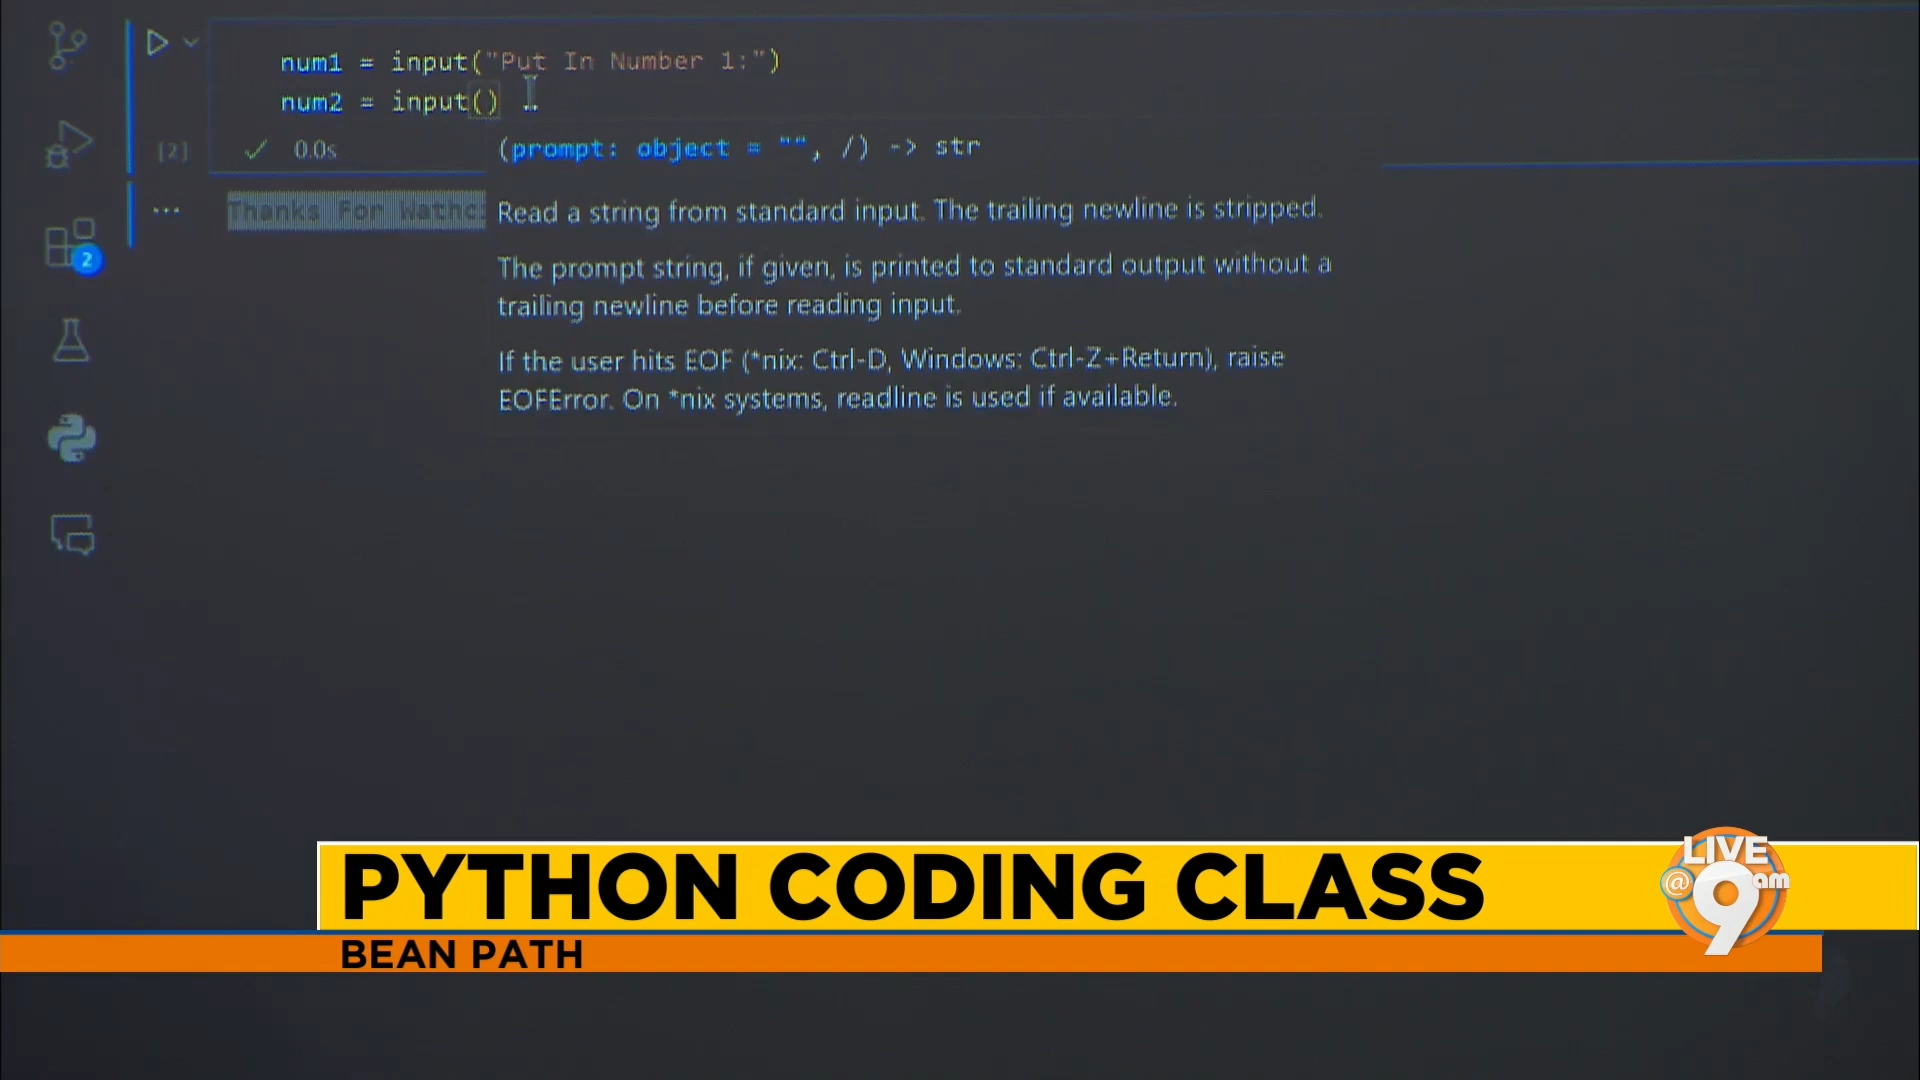 num1 = input("Put In Number 1:")
num2 = input()
[2]
0.0s
(prompt: object = "", /) -> str
Thanks For Wathc
Read a string from standard input. The trailing newline is stripped.
2
The prompt string, if given, is printed to standard output without a
trailing newline before reading input.
If the user hits EOF (*nix: Ctrl-D, Windows: Ctrl-Z+Return), raise
EOFError. On *nix systems, readline is used if available.
PYTHON CODING CLASS
LIVE
@9am
BEAN PATH